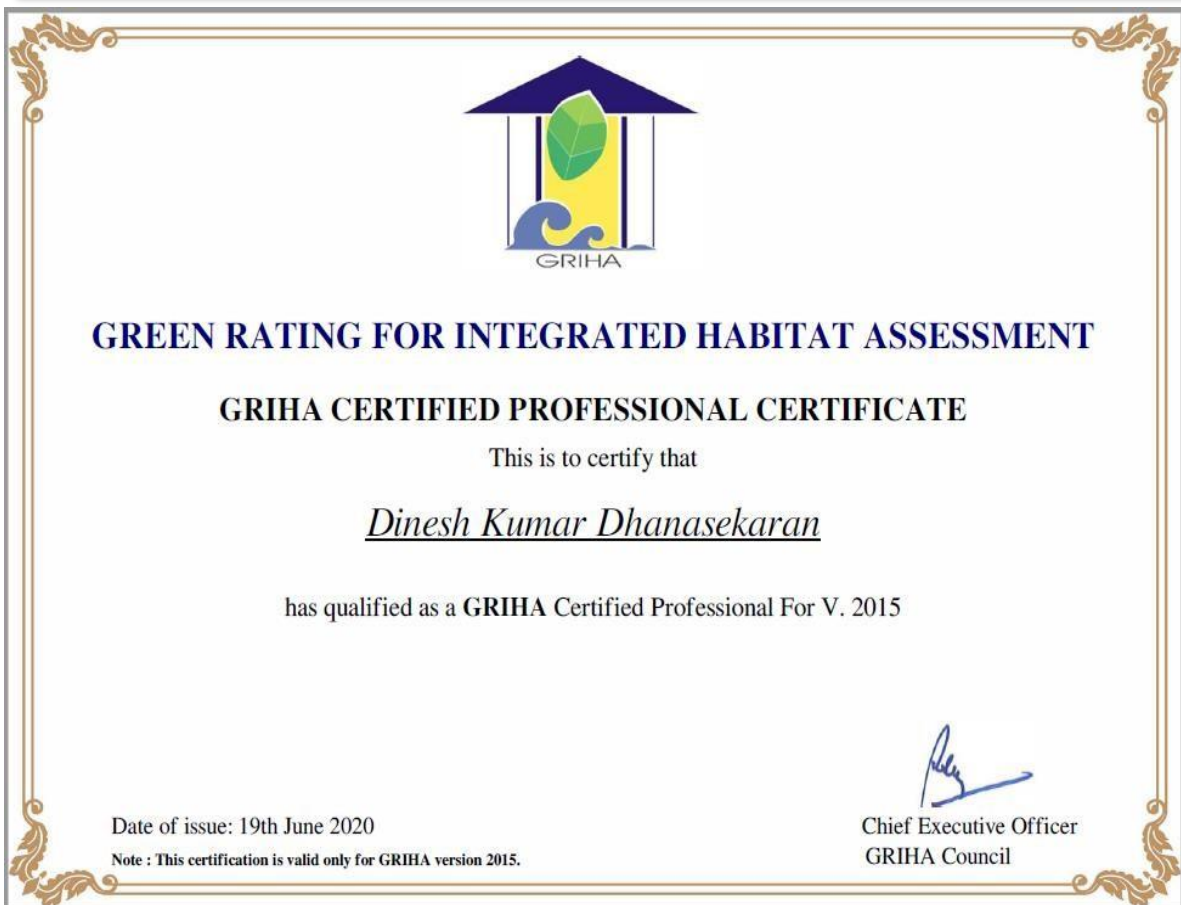 GRIHA
GREEN RATING FOR INTEGRATED HABITAT ASSESSMENT
GRIHA CERTIFIED PROFESSIONAL CERTIFICATE
This is to certify that
Dinesh Kumar Dhanasekaran
has qualified as a GRIHA Certified Professional For V. 2015
Date of issue: 19th June 2020
Note : This certification is valid only for GRIHA version 2015.
Chief Executive Officer
GRIHA Council